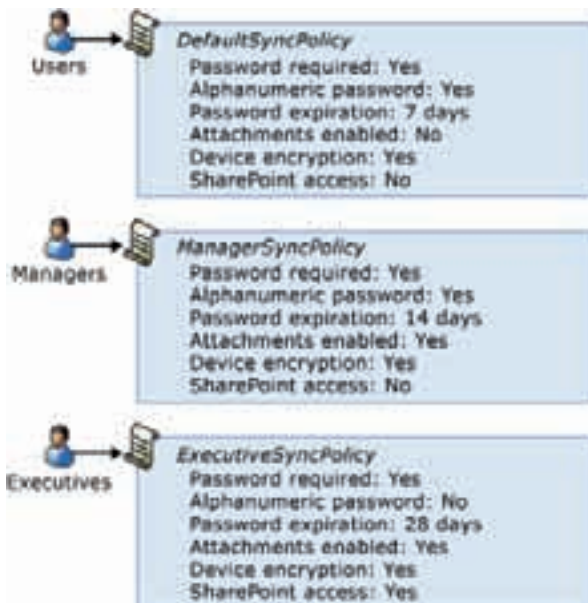 Users
DefaultSyncPolicy
Password required: Yes
Alphanumeric password: Yes
Password expiration: 7 days
Attachments enabled: No
Device encryption: Yes
SharePoint access: No
Managers
ManagerSyncPolicy
Password required: Yes
Alphanumeric password: Yes
Password expiration: 14 days
Attachments enabled: Yes
Device encryption: Yes
SharePoint access: No
Executives
ExecutiveSyncPolicy
Password required: Yes
Alphanumeric password: No
Password expiration: 28 days
Attachments enabled: Yes
Device encryption: Yes
SharePoint access: Yes